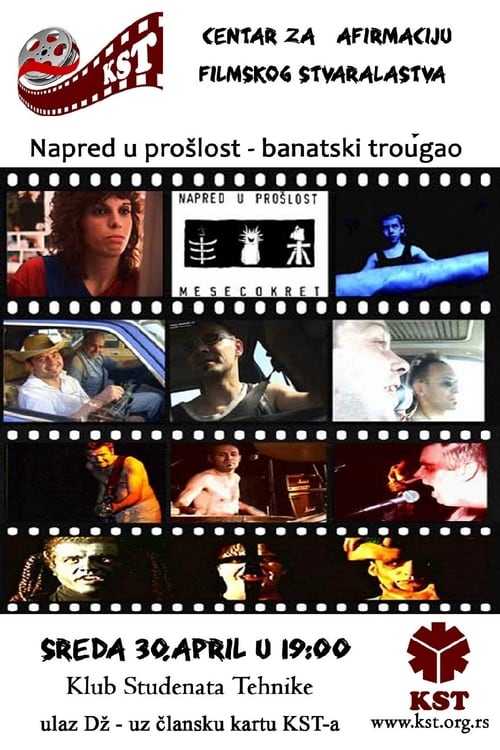 KST
CENTAR ZA AFIRMACIJU
FILMSKOG STVARALASTVA
Napred u prošlost - banatski trougao
NAPRED U PROŠLOST
MESECOKRET
SREDA 30.APRIL U 19:00
Klub Studenata Tehnike
ulaz Dž - uz člansku kartu KST-a
KST
www.kst.org.rs